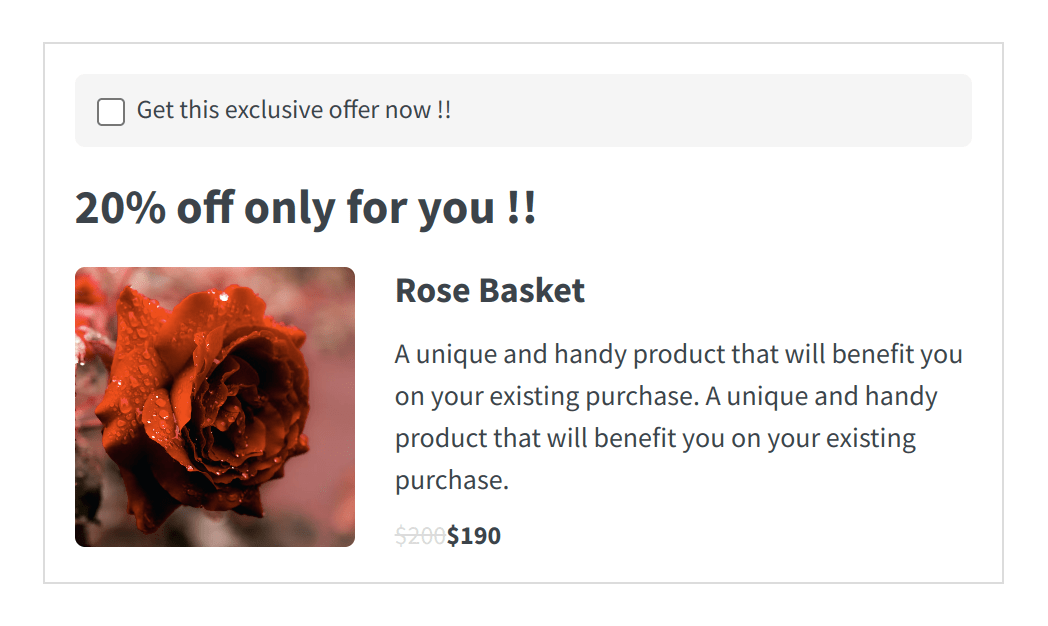 Get this exclusive offer now !!
20% off only for you !!
Rose Basket
A unique and handy product that will benefit you
on your existing purchase. A unique and handy
product that will benefit you on your existing
purchase.
$200$190